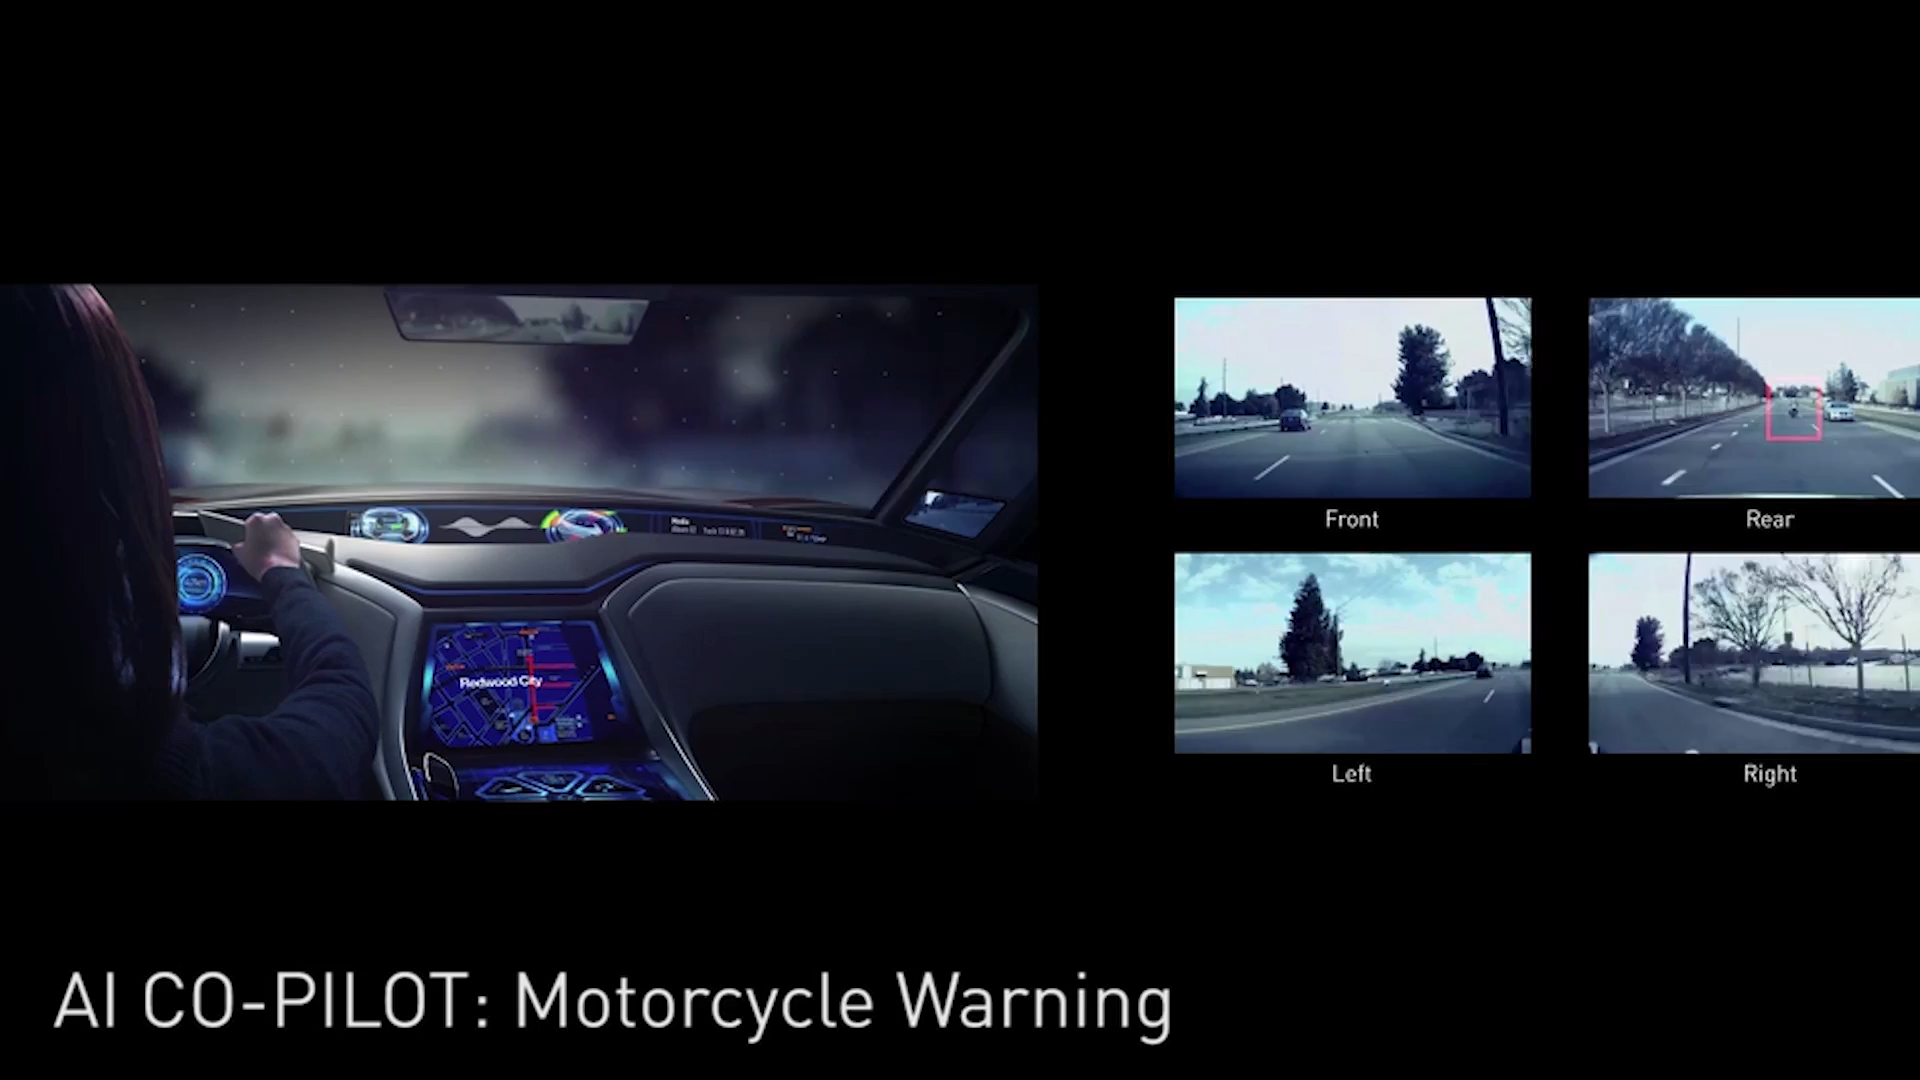 Redwood City
Front
Rear
Left
Right
AI CO-PILOT: Motorcycle Warning